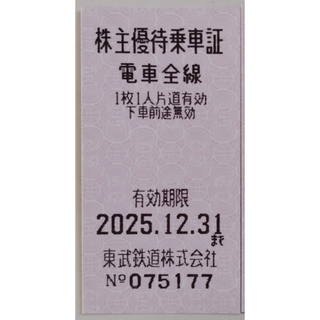 株主優待乗車証
電車全線
1枚1人片道有効
下車前途無効
有効期限
2025.12.31まで
東武鉄道株式会社
№075177